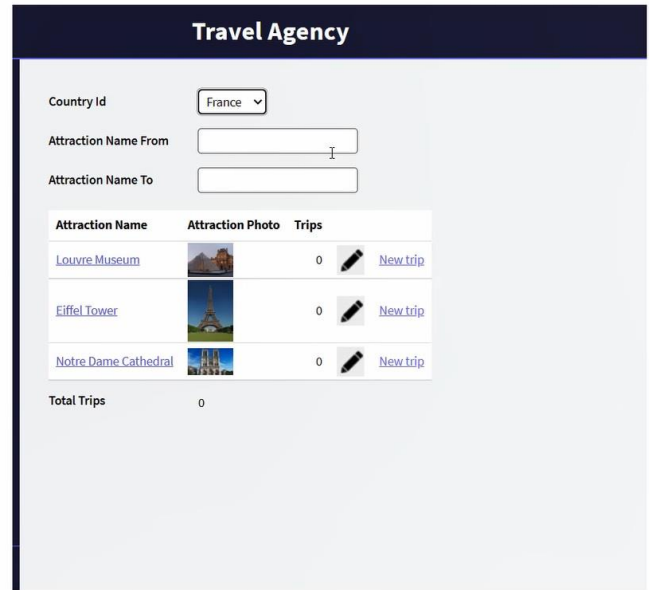 Travel Agency
Country Id France
Attraction Name From
Attraction Name To
Attraction Name Attraction Photo Trips
Louvre Museum 0 New trip
Eiffel Tower 0 New trip
Notre Dame Cathedral 0 New trip
Total Trips 0